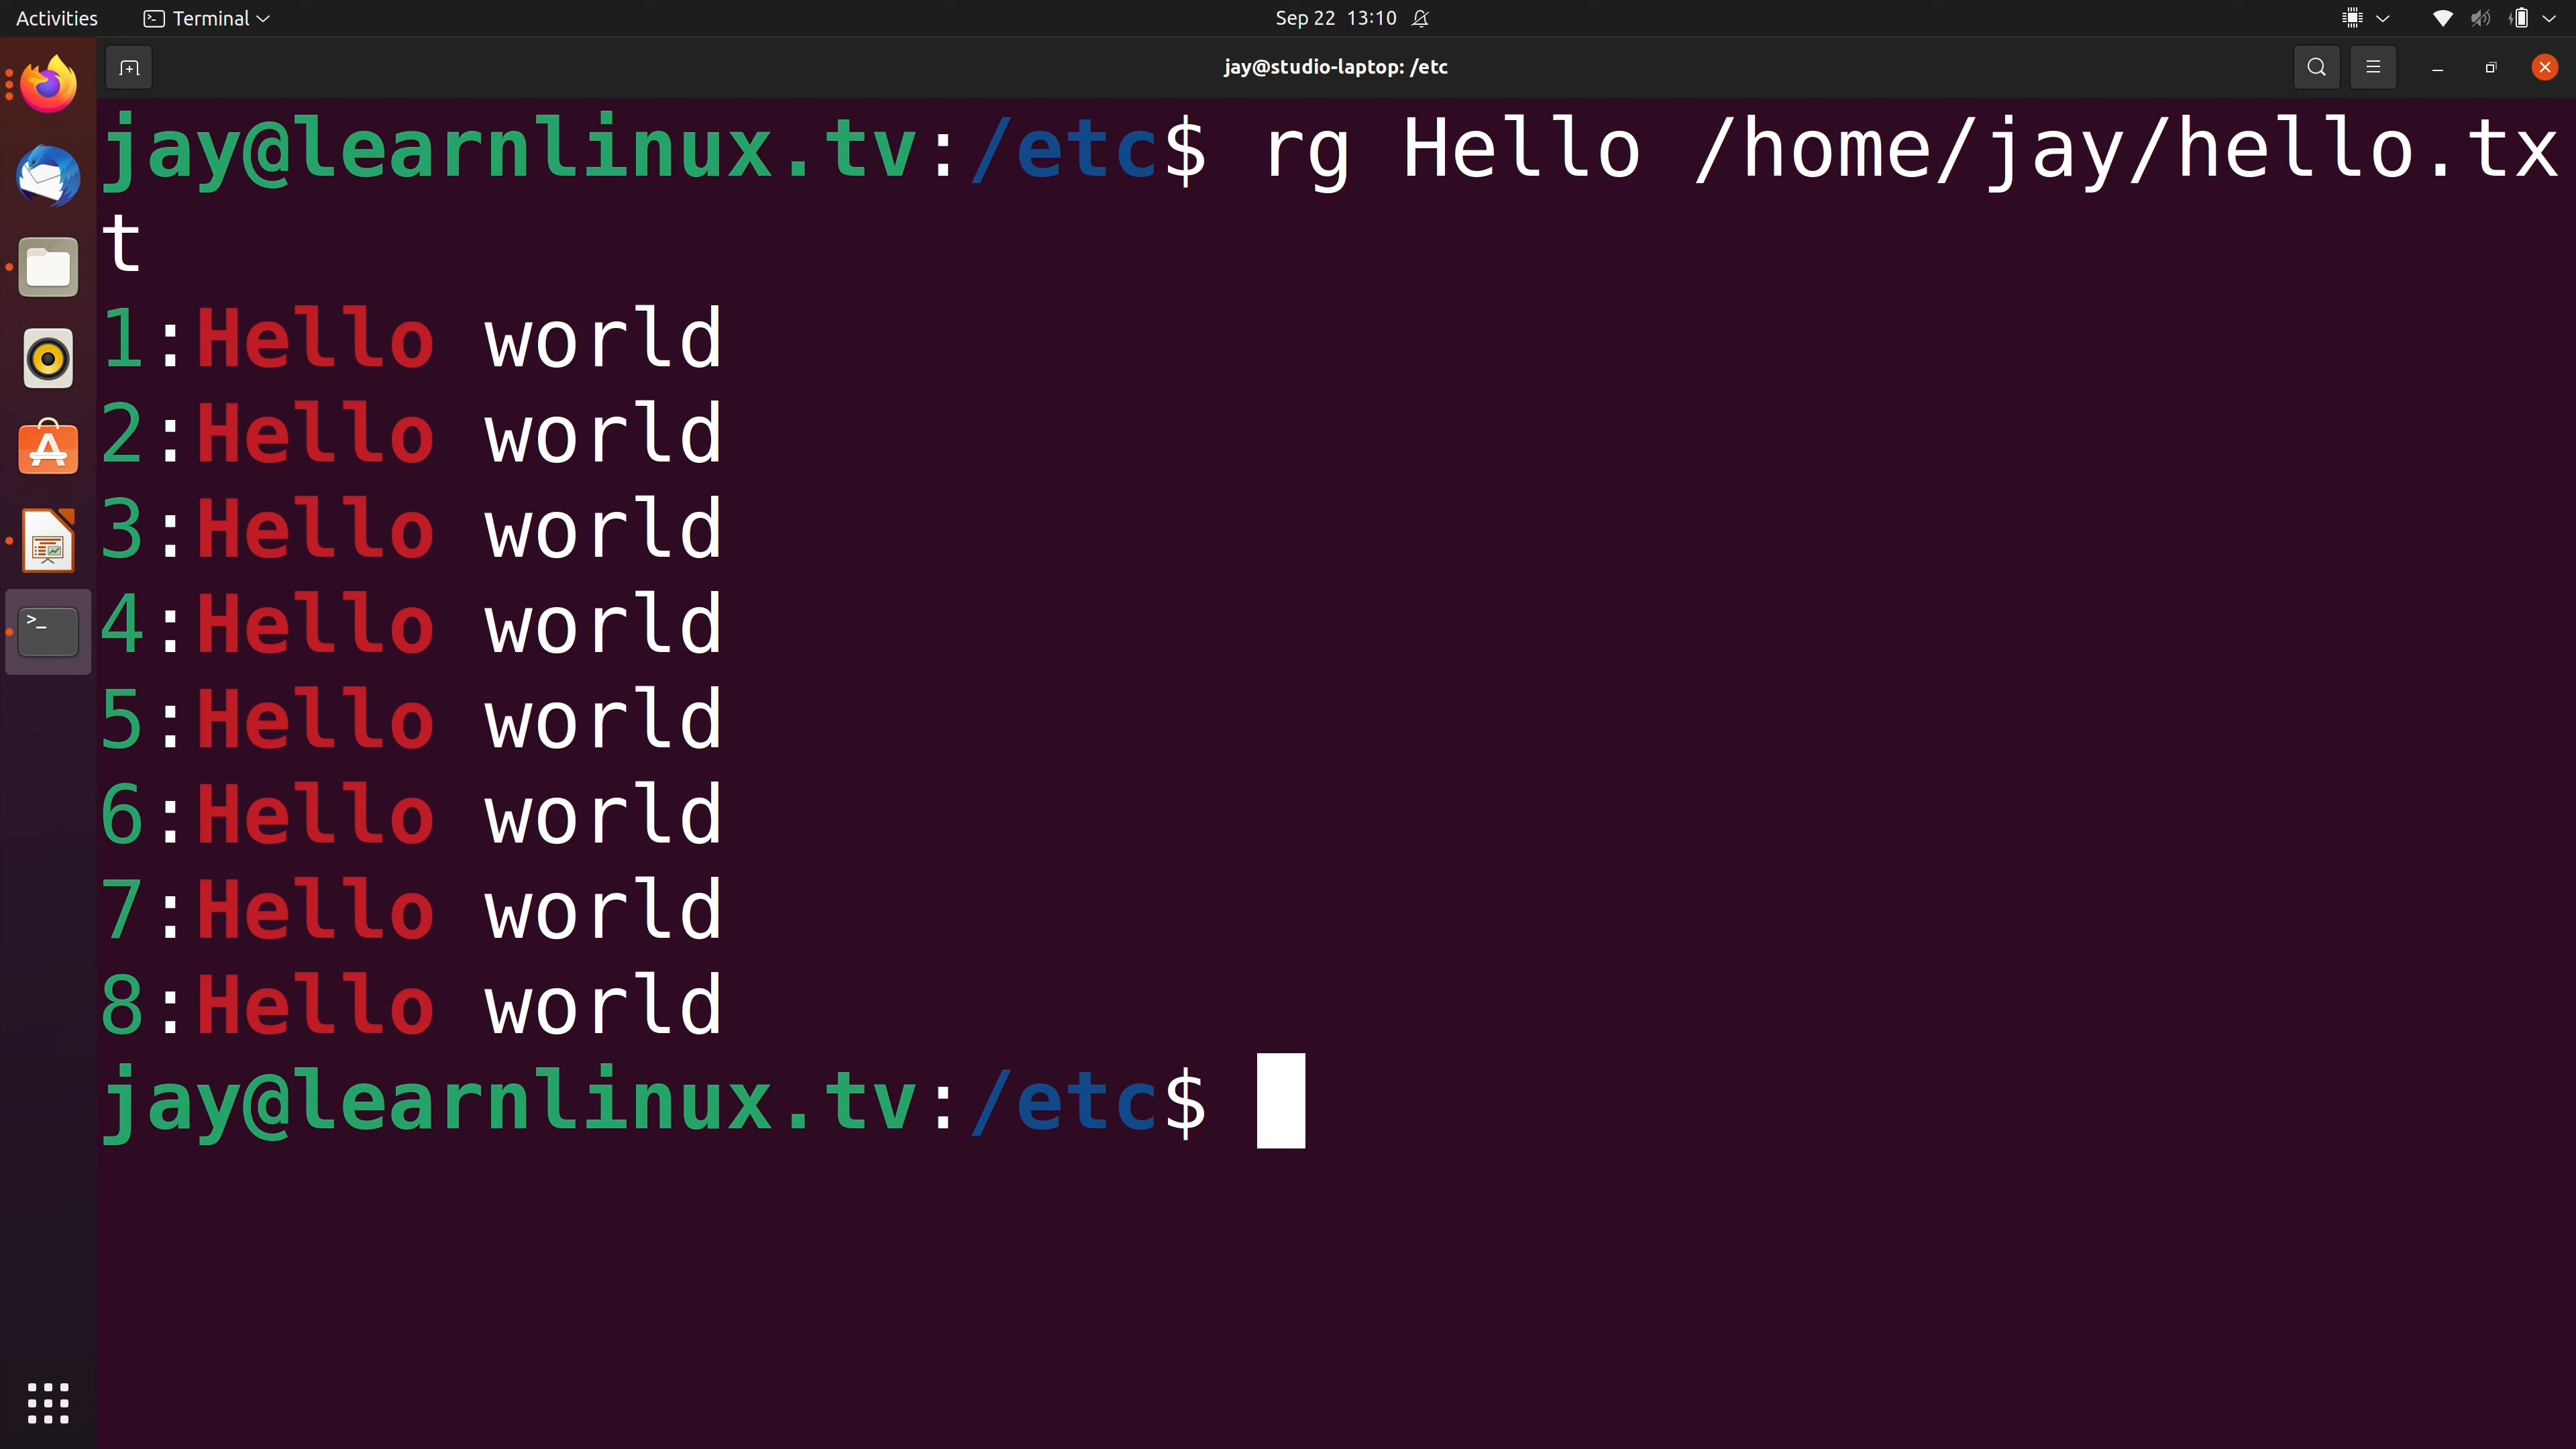 Activities Terminal Sep 22 13:10
jay@studio-laptop: /etc
jay@learnlinux.tv:/etc$ rg Hello /home/jay/hello.tx
t
1:Hello world
2:Hello world
3:Hello world
4:Hello world
5:Hello world
6:Hello world
7:Hello world
8:Hello world
jay@learnlinux.tv:/etc$